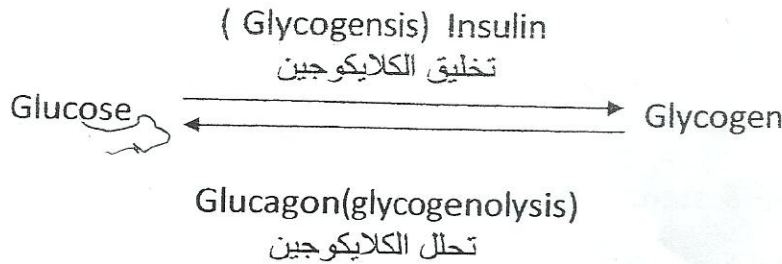 ( Glycogensis) Insulin
تخليق الكلايكوجين
Glucose
Glycogen
Glucagon(glycogenolysis)
تحلل الكلايكوجين